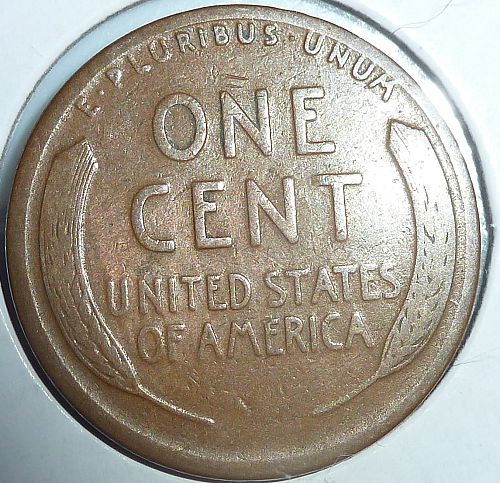 E·PLURIBUS·UNUM
ONE
CENT
UNITED STATES
OF AMERICA